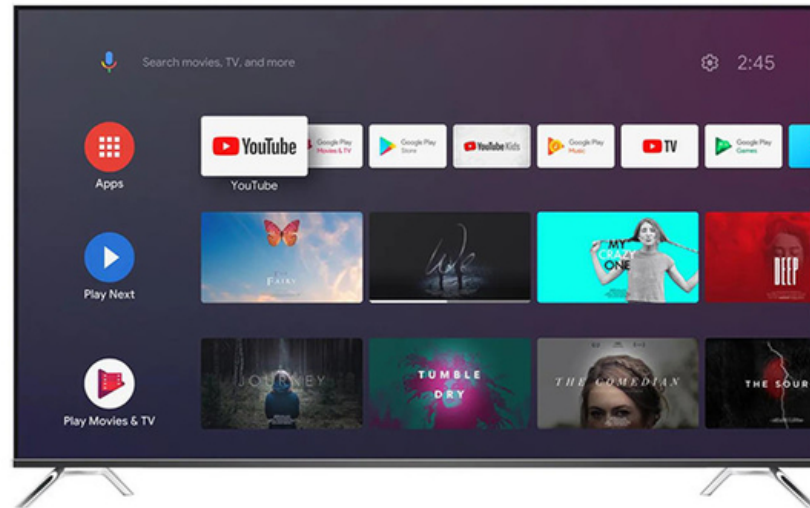 Search movies, TV, and more
2:45
Apps
YouTube
Google Play
Movies & TV
Google Play
Store
YouTube Kids
Google Play
Music
TV
Google Play
Games
YouTube
Play Next
THE
FAIRY
MY
CRAZY
ONE
DEEP
Play Movies & TV
JOURNEY
TUMBLE
DRY
THE COMEDIAN
THE SOUR